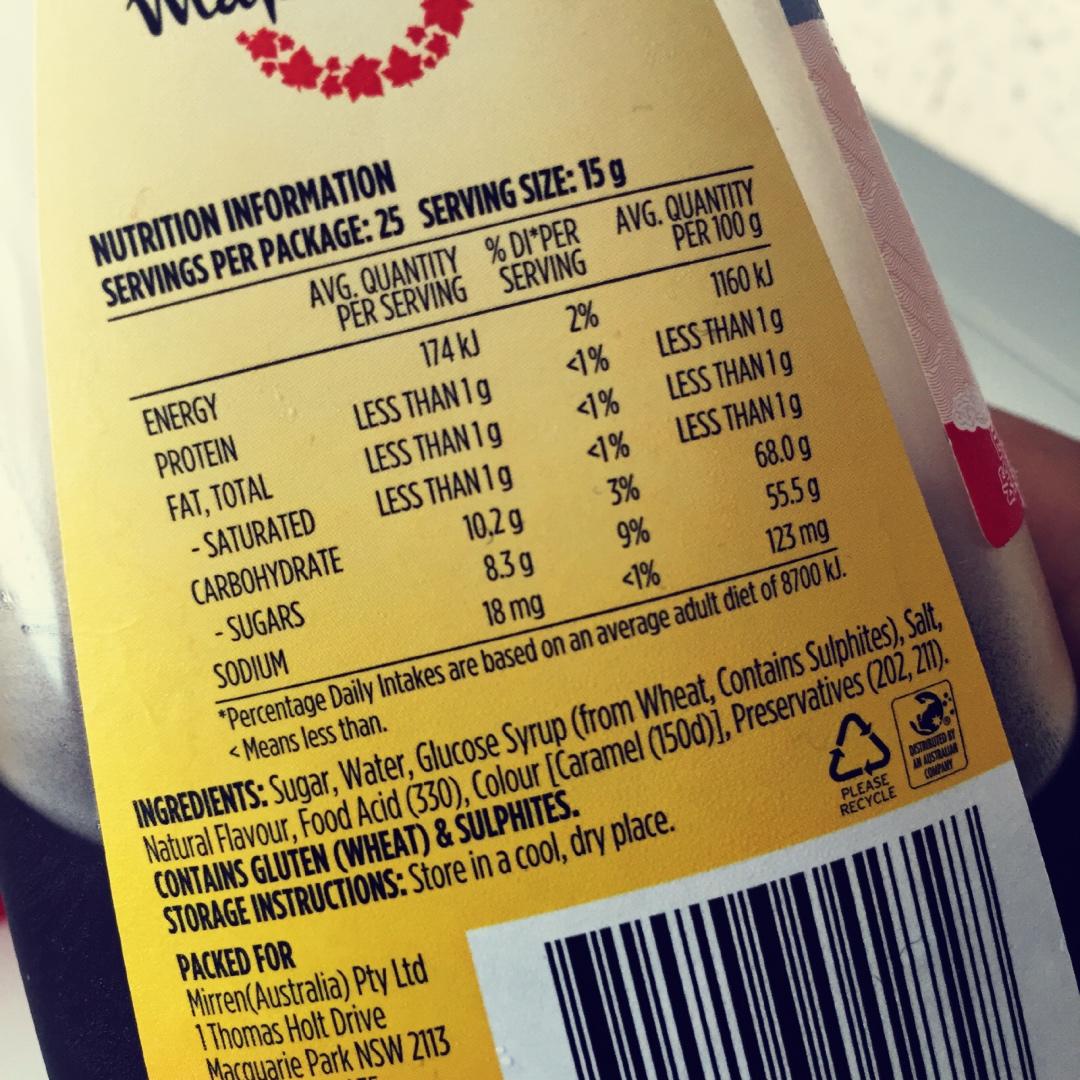 NUTRITION INFORMATION
SERVINGS PER PACKAGE: 25 SERVING SIZE: 15 g
AVG. QUANTITY PER SERVING % DI*PER SERVING AVG. QUANTITY PER 100 g
ENERGY 174 kJ 2% 1160 kJ
PROTEIN LESS THAN 1 g <1% LESS THAN 1 g
FAT, TOTAL LESS THAN 1 g <1% LESS THAN 1 g
- SATURATED LESS THAN 1 g <1% LESS THAN 1 g
CARBOHYDRATE 10,2 g 3% 68.0 g
- SUGARS 8.3 g 9% 55.5 g
SODIUM 18 mg <1% 123 mg
*Percentage Daily Intakes are based on an average adult diet of 8700 kJ.
< Means less than.
INGREDIENTS: Sugar, Water, Glucose Syrup (from Wheat, Contains Sulphites), Salt,
Natural Flavour, Food Acid (330), Colour [Caramel (150d)], Preservatives (202, 211).
CONTAINS GLUTEN (WHEAT) & SULPHITES.
STORAGE INSTRUCTIONS: Store in a cool, dry place.
PLEASE
RECYCLE
DISTRIBUTED BY
AN AUSTRALIAN
COMPANY
PACKED FOR
Mirren(Australia) Pty Ltd
1 Thomas Holt Drive
Macquarie Park NSW 2113